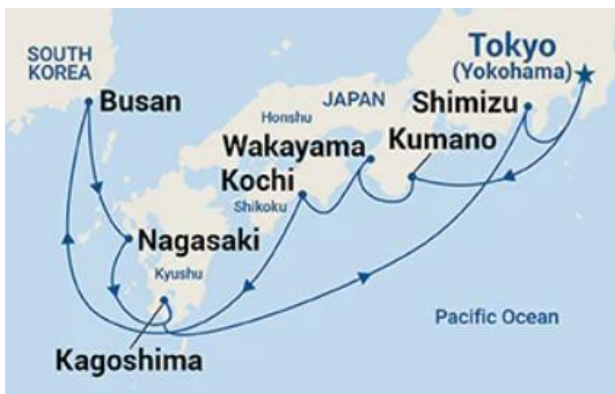 SOUTH
KOREA
Tokyo
(Yokohama)
Busan
JAPAN
Shimizu
Honshu
Wakayama
Kumano
Kochi
Shikoku
Nagasaki
Kyushu
Pacific Ocean
Kagoshima